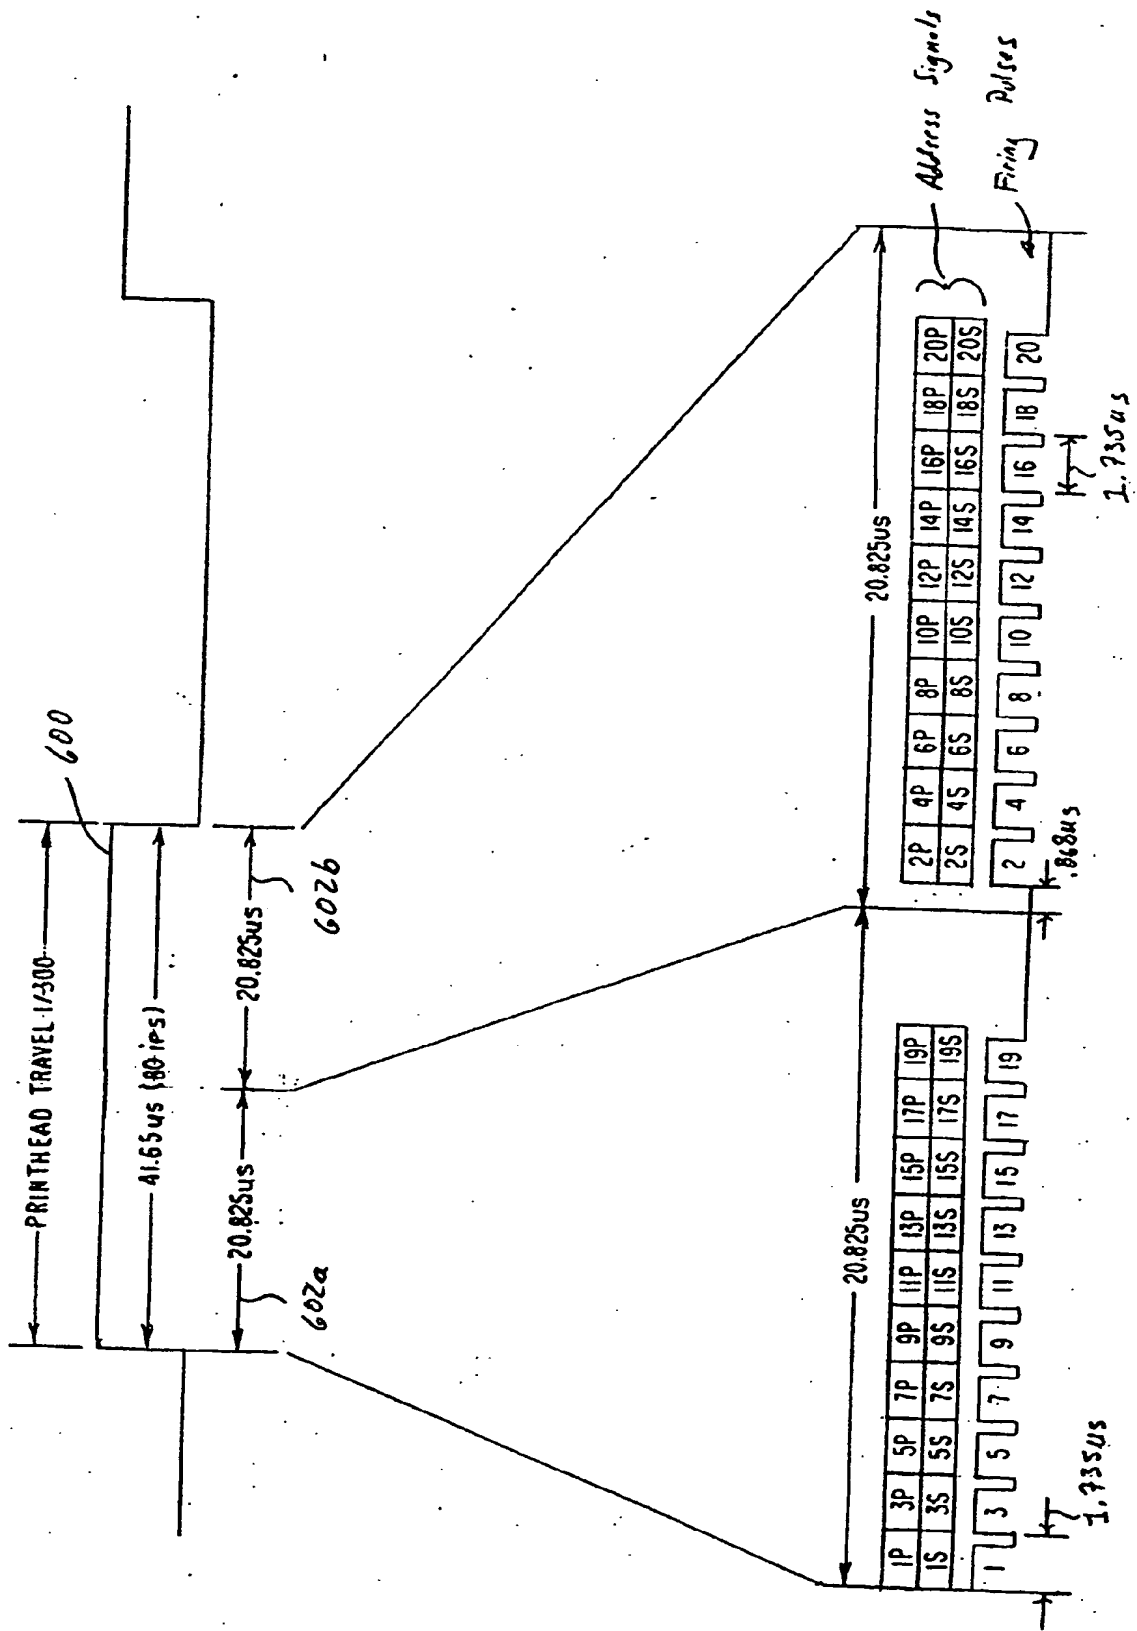 PRINTHEAD TRAVEL 1/300
600
41.65us (80 ips)
20.825us
20.825us
602a
602b
20.825us
20.825us
1P 3P 5P 7P 9P 11P 13P 15P 17P 19P
1S 3S 5S 7S 9S 11S 13S 15S 17S 19S
1 3 5 7 9 11 13 15 17 19
1.735us
2P 4P 6P 8P 10P 12P 14P 16P 18P 20P
2S 4S 6S 8S 10S 12S 14S 16S 18S 20S
2 4 6 8 10 12 14 16 18 20
.868us
1.735us
Address Signals
Firing Pulses